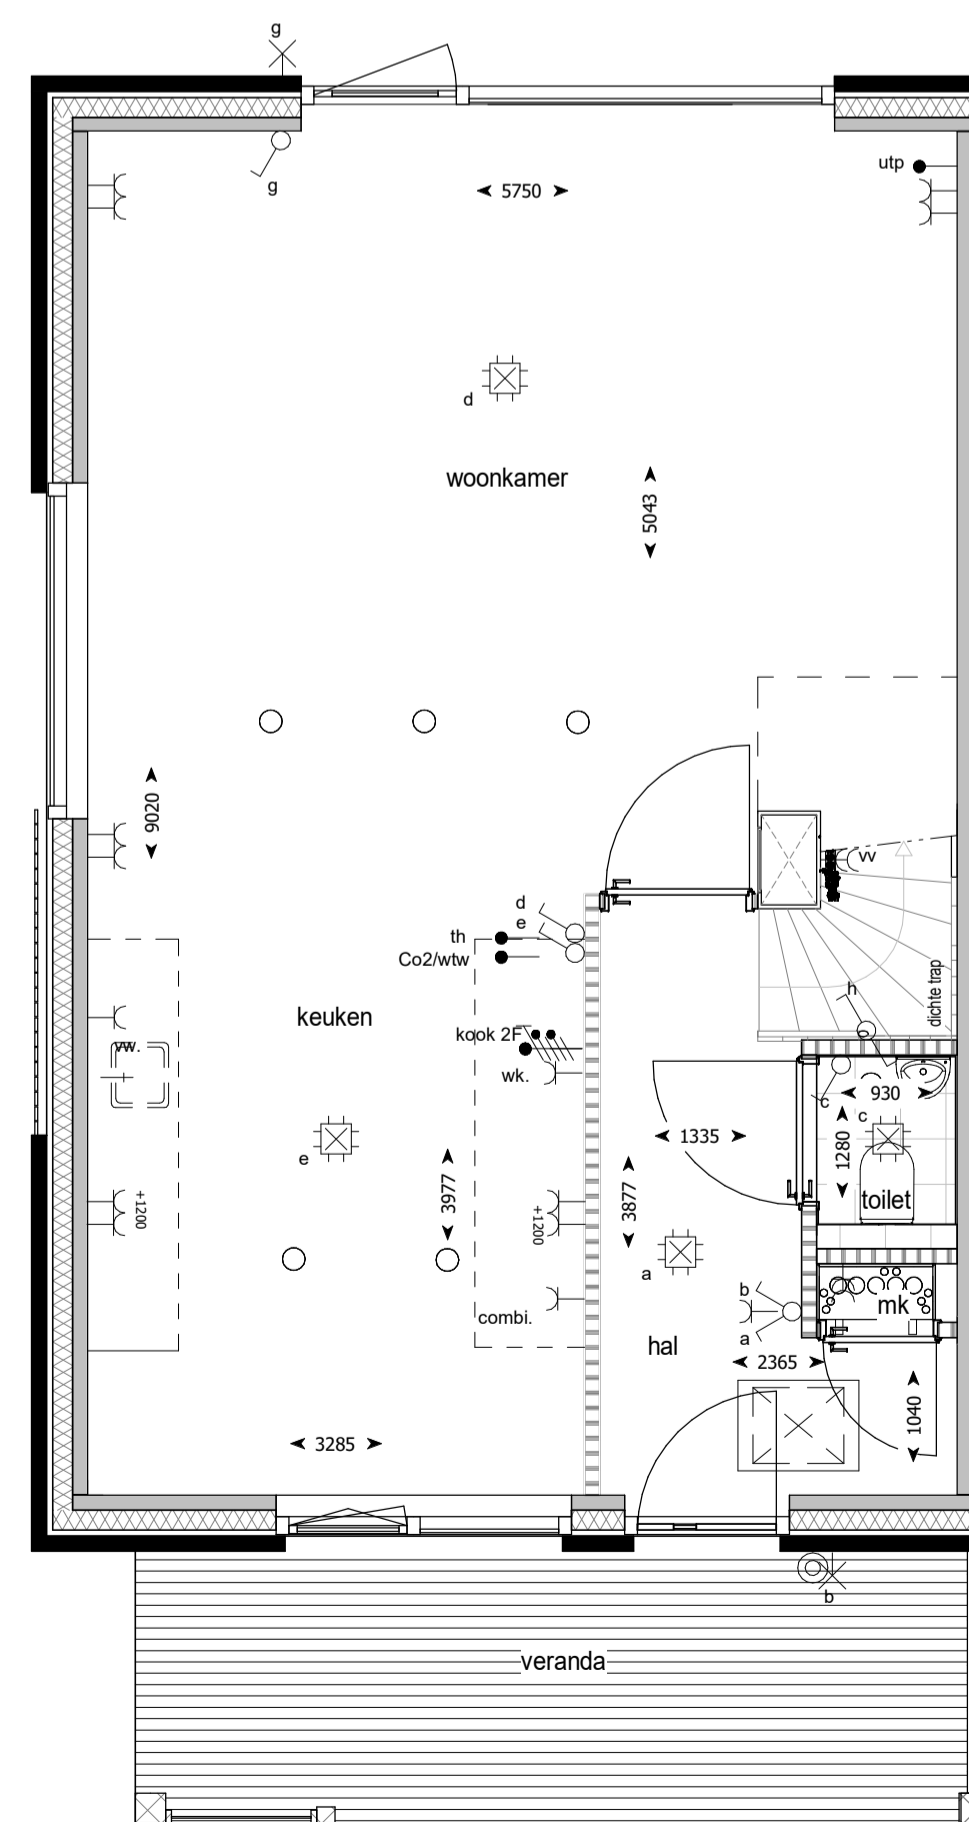 g
g
utp
5750
d
woonkamer
5043
9020
vv
d
e
th
Co2/wtw
h
dichte trap
keuken
kook 2F
vw.
wk.
c
930
c
1335
1280
e
3977
3877
toilet
+1200
+1200
a
b
mk
combi.
a
hal
2365
1040
3285
b
veranda